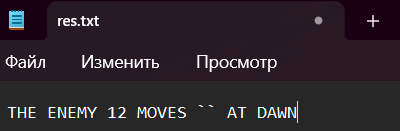 res.txt
Файл Изменить Просмотр
THE ENEMY 12 MOVES `` AT DAWN